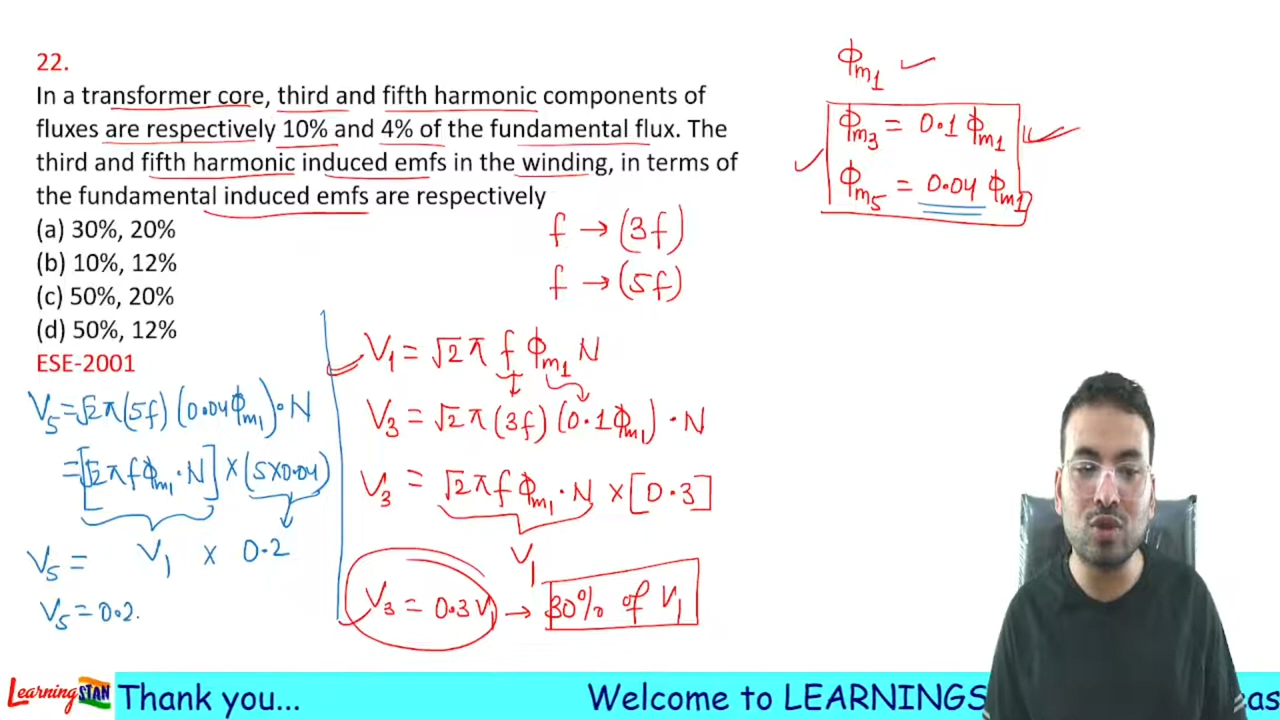 22.
In a transformer core, third and fifth harmonic components of
fluxes are respectively 10% and 4% of the fundamental flux. The
third and fifth harmonic induced emfs in the winding, in terms of
the fundamental induced emfs are respectively
(a) 30%, 20%
(b) 10%, 12%
(c) 50%, 20%
(d) 50%, 12%
ESE-2001
ϕm1
ϕm3 = 0.1 ϕm1
ϕm5 = 0.04 ϕm1
f → (3f)
f → (5f)
V1 = √2 π f ϕm1 N
V3 = √2 π (3f) (0.1ϕm1) · N
V3 = √2 π f ϕm1 · N × [0.3]
V1
V3 = 0.3 V1 → 30% of V1
V5 = √2 π (5f) (0.04ϕm1) · N
= [√2 π f ϕm1 · N] × (5×0.04)
V5 = V1 × 0.2
V5 = 0.2.
LearningSTAN
Thank you... Welcome to LEARNINGS as